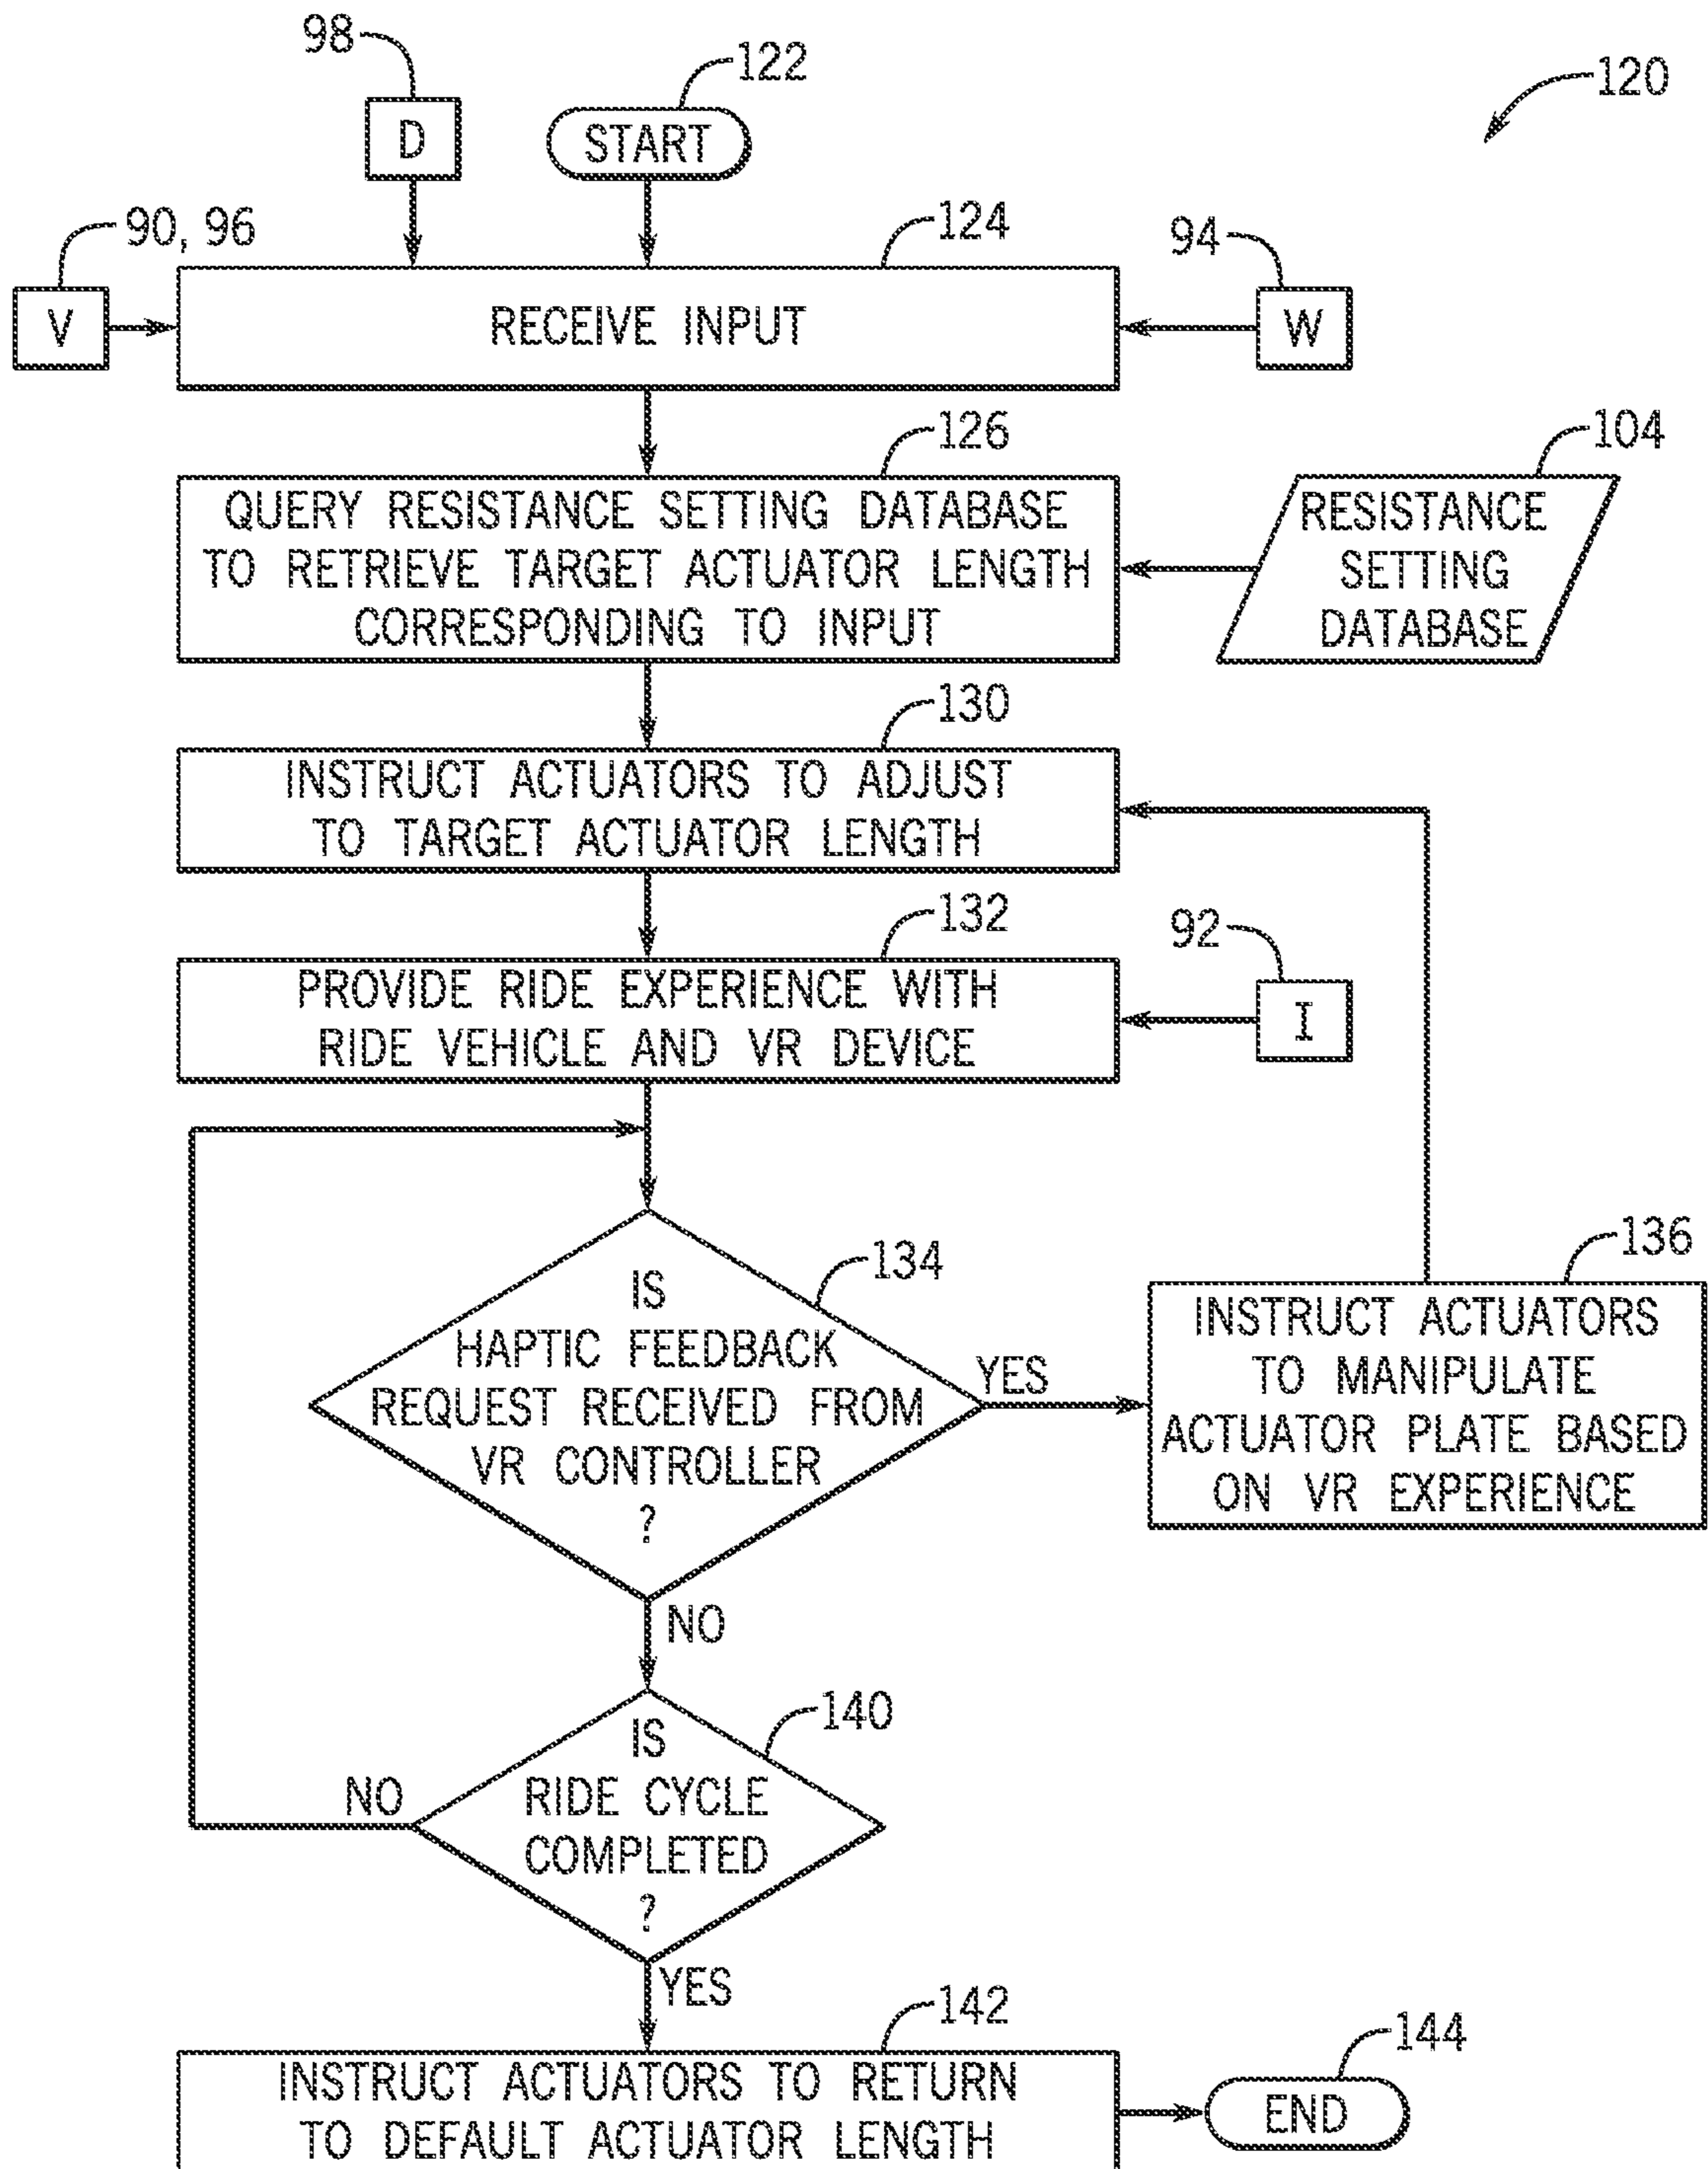 98
122
120
D
START
90, 96
124
94
V
RECEIVE INPUT
W
126
104
QUERY RESISTANCE SETTING DATABASE
TO RETRIEVE TARGET ACTUATOR LENGTH
CORRESPONDING TO INPUT
RESISTANCE
SETTING
DATABASE
130
INSTRUCT ACTUATORS TO ADJUST
TO TARGET ACTUATOR LENGTH
132
92
PROVIDE RIDE EXPERIENCE WITH
RIDE VEHICLE AND VR DEVICE
I
134
136
IS
HAPTIC FEEDBACK
REQUEST RECEIVED FROM
VR CONTROLLER
?
YES
INSTRUCT ACTUATORS
TO MANIPULATE
ACTUATOR PLATE BASED
ON VR EXPERIENCE
NO
140
IS
RIDE CYCLE
COMPLETED
?
NO
YES
142
144
INSTRUCT ACTUATORS TO RETURN
TO DEFAULT ACTUATOR LENGTH
END